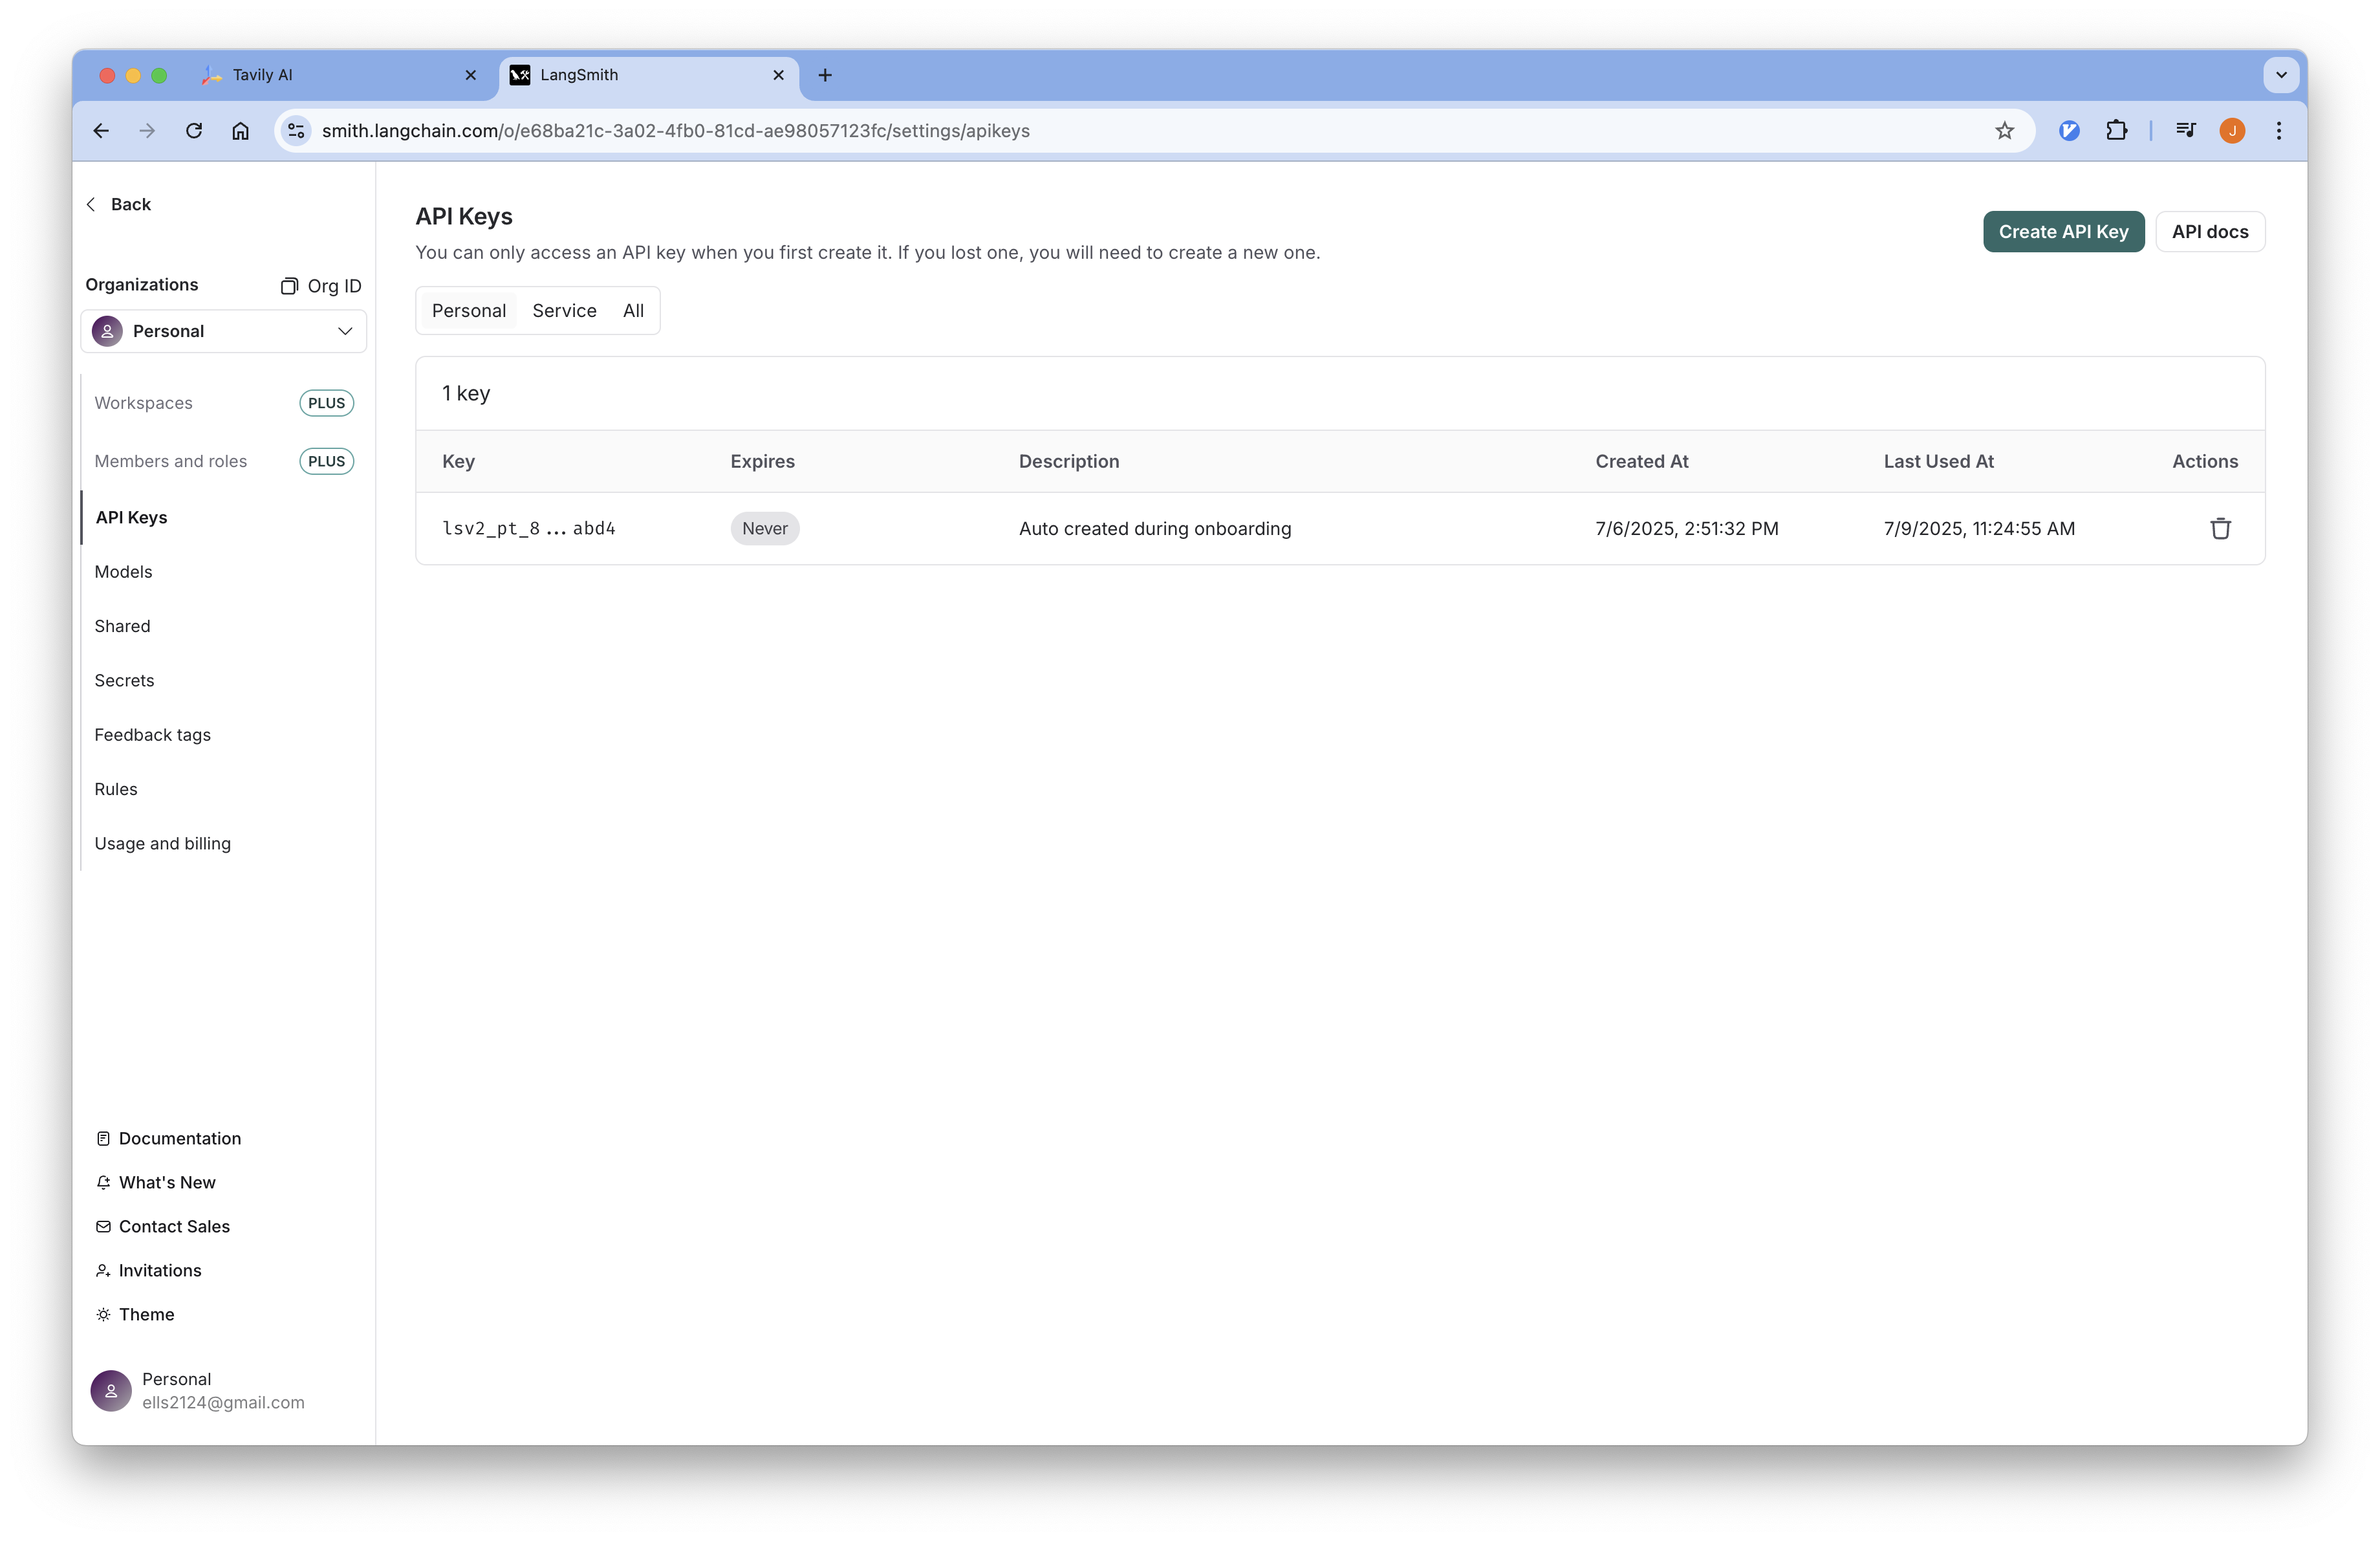 Tavily AI
LangSmith
smith.langchain.com/o/e68ba21c-3a02-4fb0-81cd-ae98057123fc/settings/apikeys
J
Back
Organizations
Org ID
Personal
Workspaces
PLUS
Members and roles
PLUS
API Keys
Models
Shared
Secrets
Feedback tags
Rules
Usage and billing
Documentation
What's New
Contact Sales
Invitations
Theme
Personal
ells2124@gmail.com
API Keys
You can only access an API key when you first create it. If you lost one, you will need to create a new one.
Create API Key
API docs
Personal Service All
1 key
Key Expires Description Created At Last Used At Actions
lsv2_pt_8...abd4 Never Auto created during onboarding 7/6/2025, 2:51:32 PM 7/9/2025, 11:24:55 AM